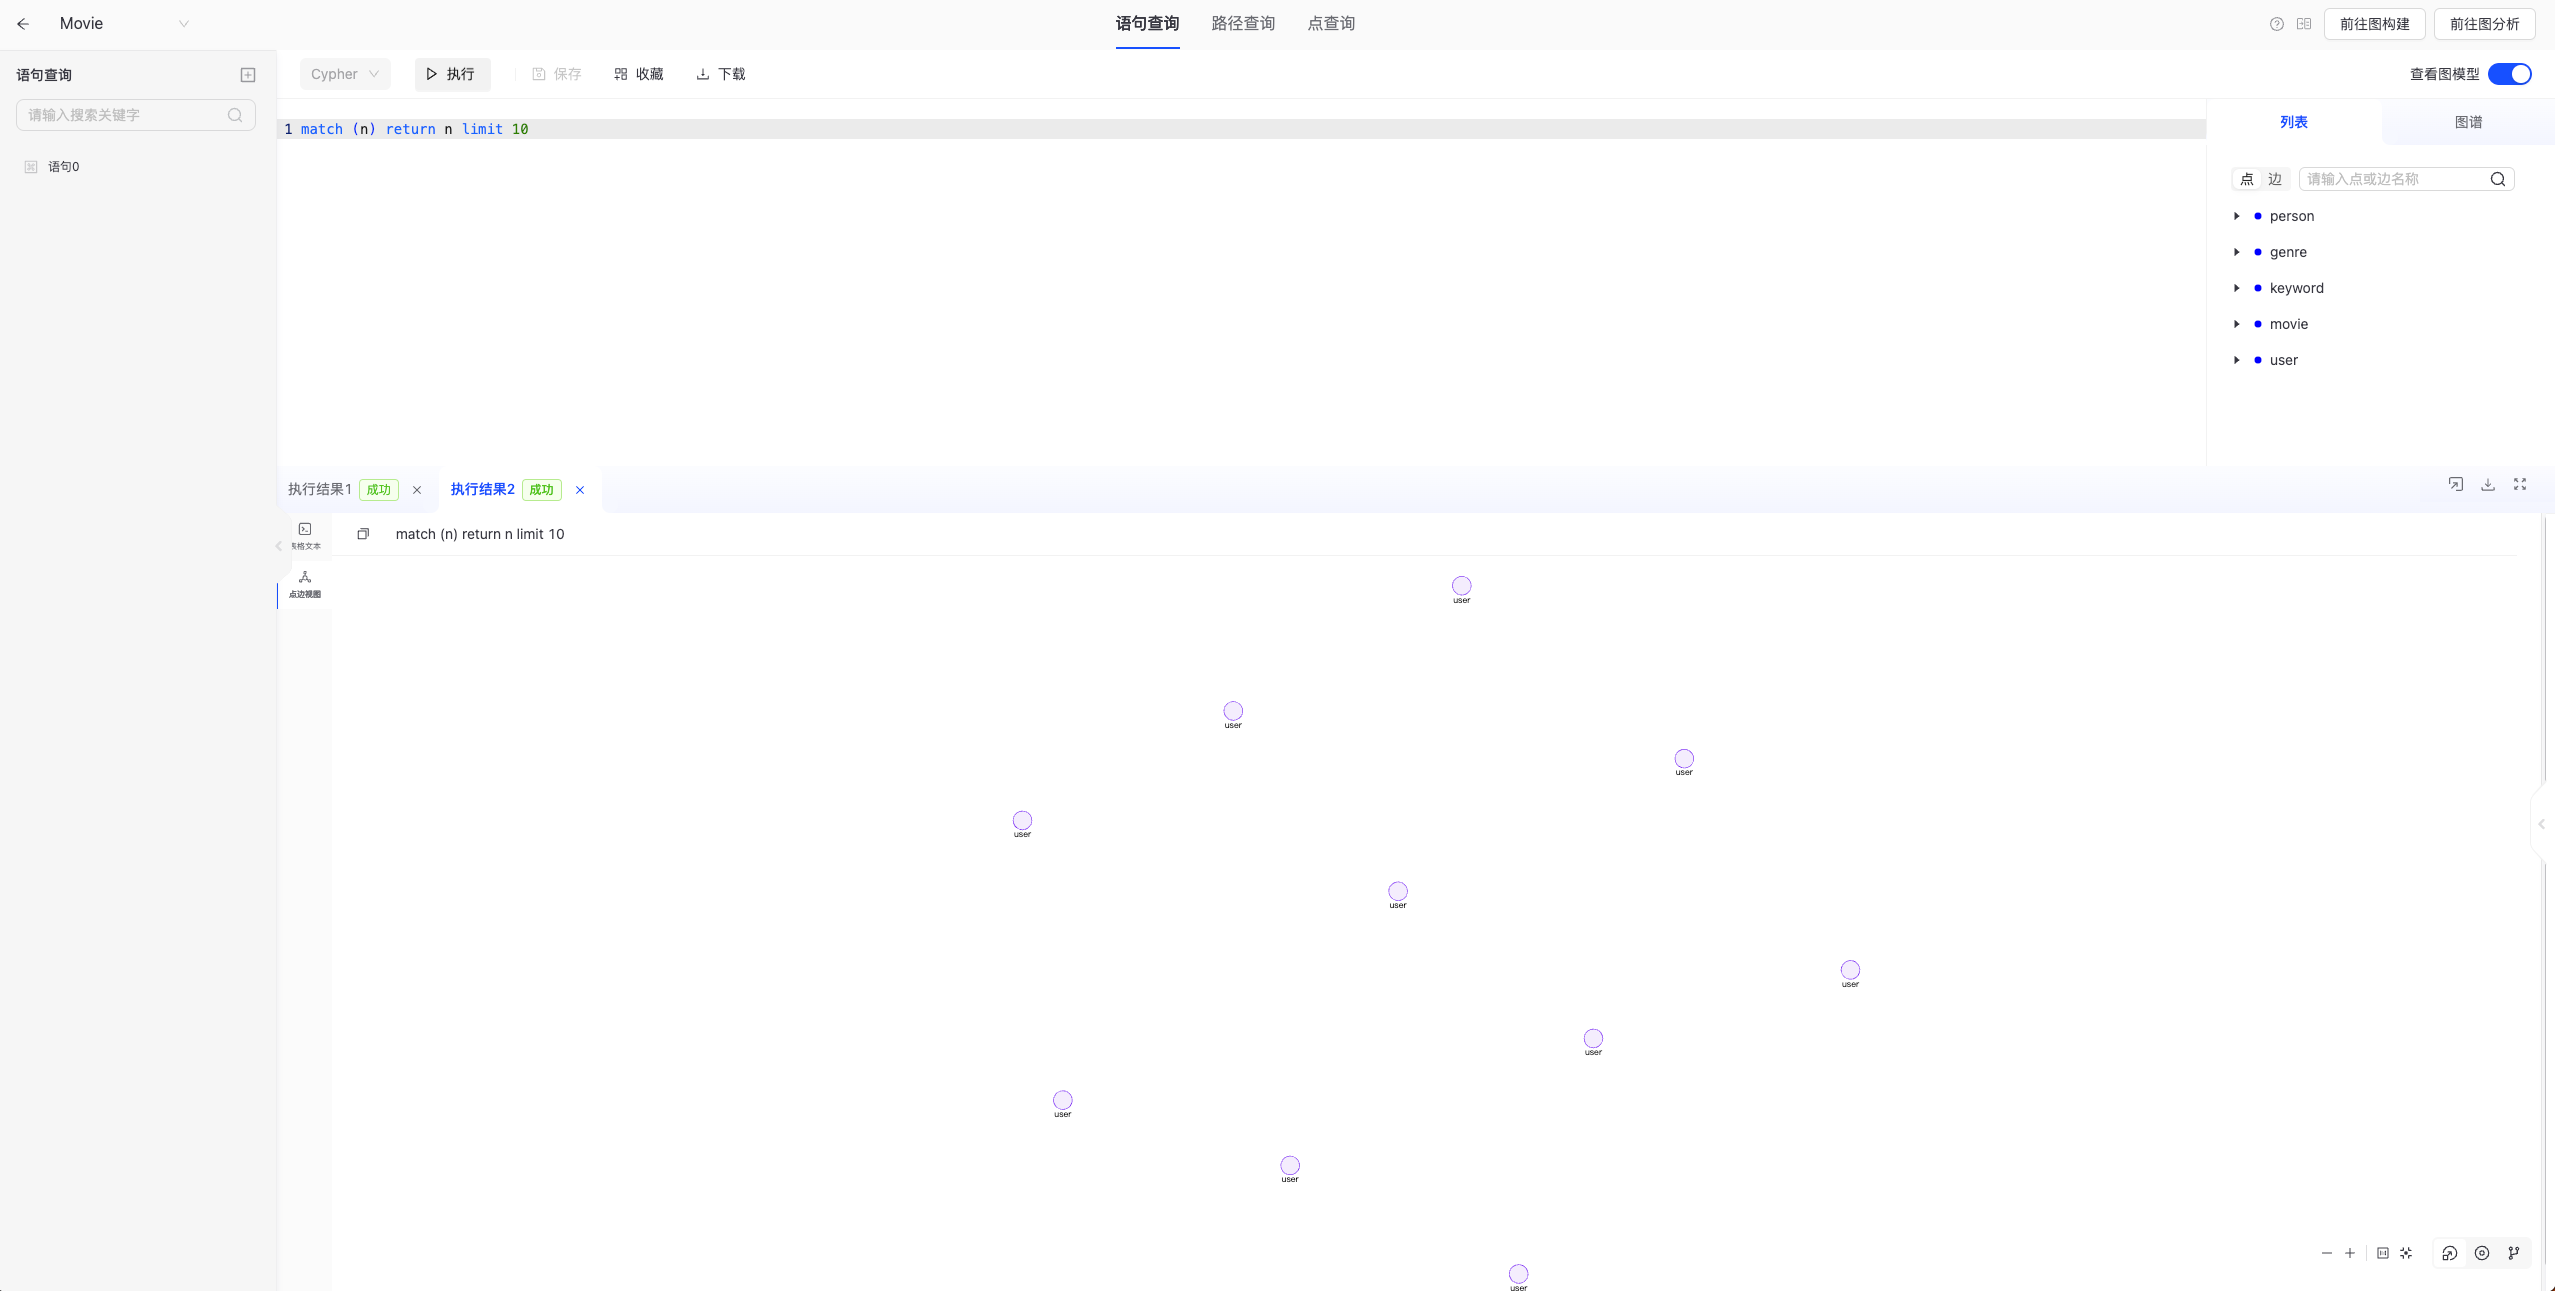 Movie
语句查询
路径查询
点查询
前往图构建
前往图分析
语句查询
请输入搜索关键字
语句0
Cypher
执行
保存
收藏
下载
查看图模型
1 match (n) return n limit 10
列表
图谱
点
边
请输入点或边名称
person
genre
keyword
movie
user
执行结果1
成功
执行结果2
成功
表格文本
点边视图
match (n) return n limit 10
user
user
user
user
user
user
user
user
user
user